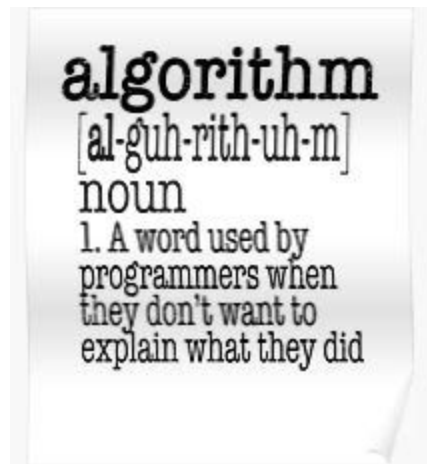 algorithm
[al-guh-rith-uh-m]
noun
1. A word used by
programmers when
they don't want to
explain what they did